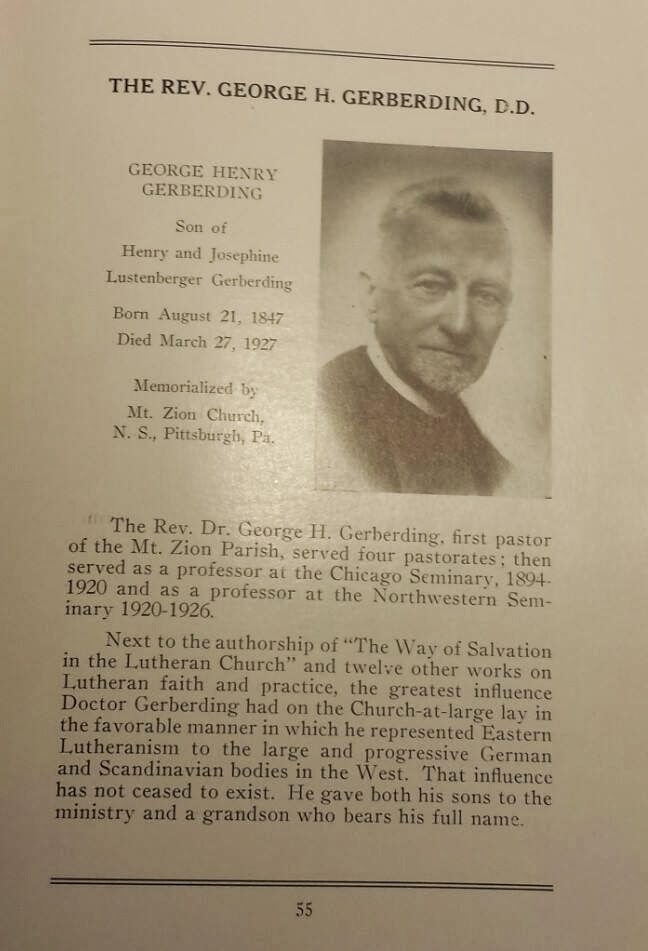 THE REV. GEORGE H. GERBERDING, D.D.
GEORGE HENRY
GERBERDING
Son of
Henry and Josephine
Lustenberger Gerberding
Born August 21, 1847
Died March 27, 1927
Memorialized by
Mt. Zion Church,
N. S., Pittsburgh, Pa.
The Rev. Dr. George H. Gerberding, first pastor
of the Mt. Zion Parish, served four pastorates; then
served as a professor at the Chicago Seminary, 1894-
1920 and as a professor at the Northwestern Sem-
inary 1920-1926.
Next to the authorship of "The Way of Salvation
in the Lutheran Church" and twelve other works on
Lutheran faith and practice, the greatest influence
Doctor Gerberding had on the Church-at-large lay in
the favorable manner in which he represented Eastern
Lutheranism to the large and progressive German
and Scandinavian bodies in the West. That influence
has not ceased to exist. He gave both his sons to the
ministry and a grandson who bears his full name.
55